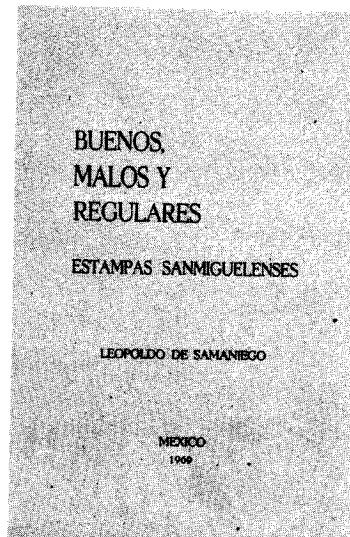 BUENOS,
MALOS Y
REGULARES
ESTAMPAS SANMIGUELENSES
LEOPOLDO DE SAMANIEGO
MEXICO
1969